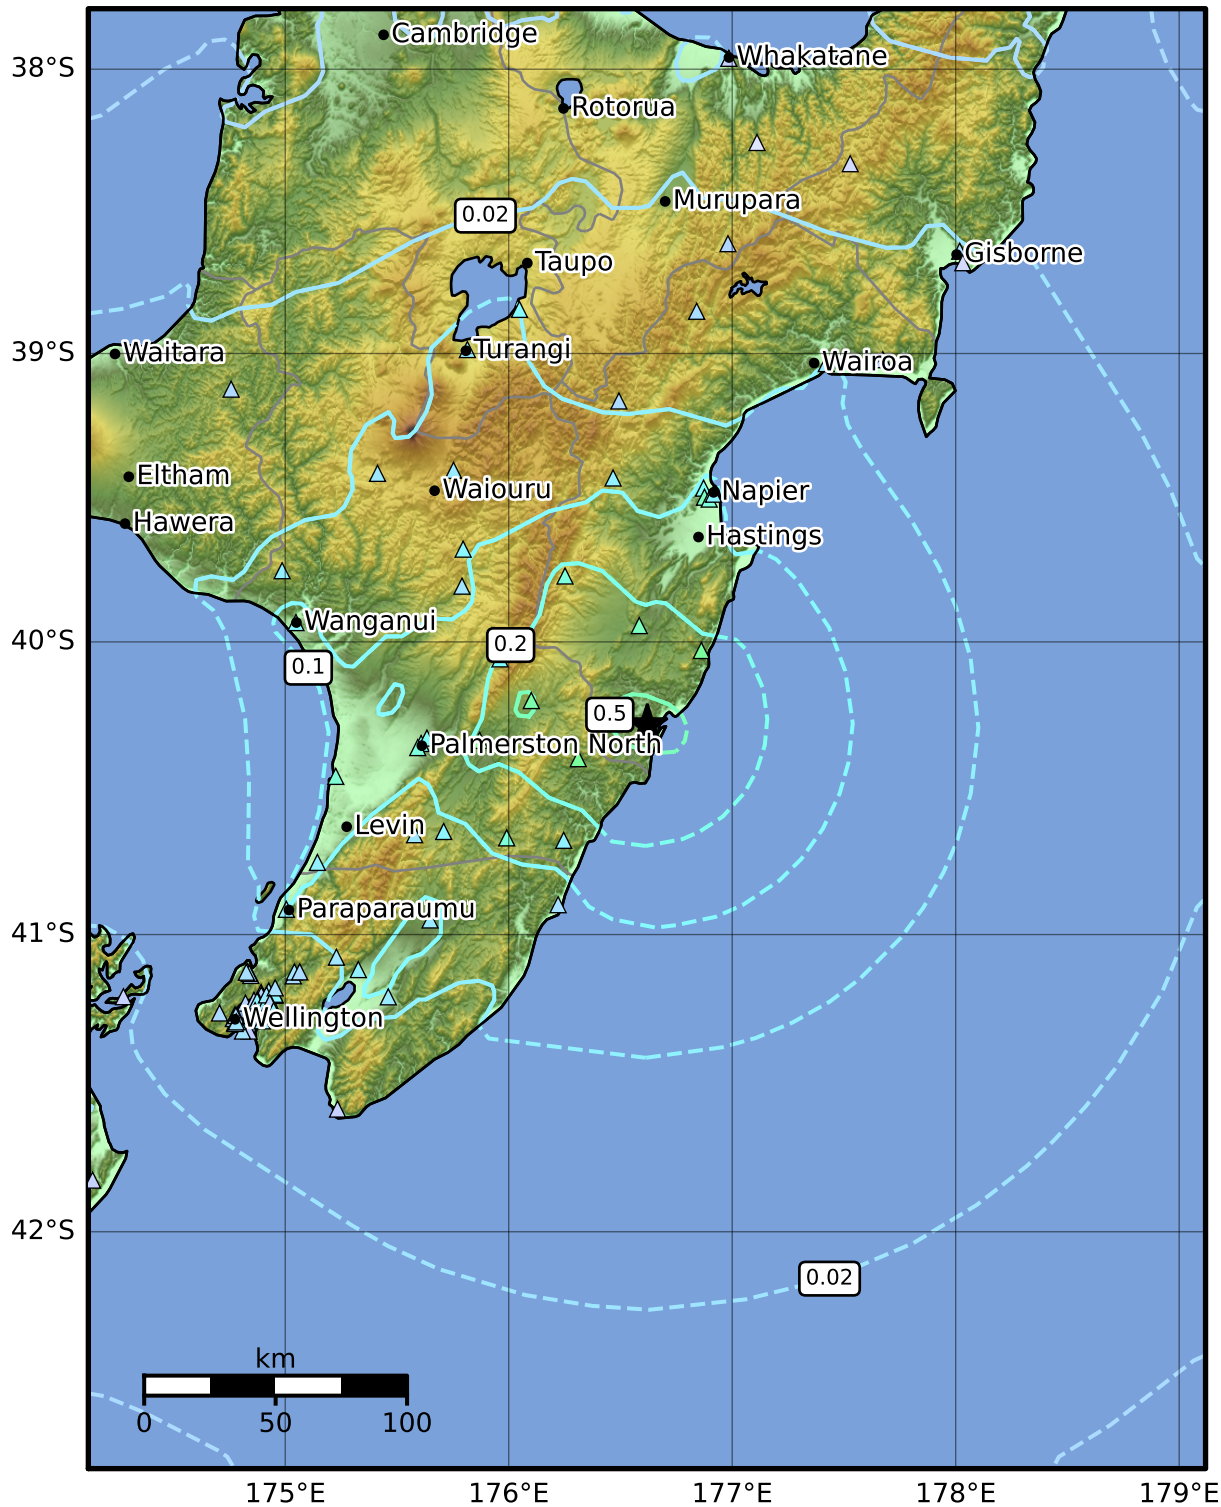 Cambridge
Whakatane
38°S
Rotorua
Murupara
0.02
Gisborne
Taupo
Turangi
39°S
Waitara
Wairoa
Eltham
Waiouru
Napier
Hawera
Hastings
Wanganui
40°S
0.2
0.1
0.5
Palmerston North
Levin
Paraparaumu
41°S
Wellington
42°S
0.02
km
0 50 100
175°E 176°E 177°E 178°E 179°E